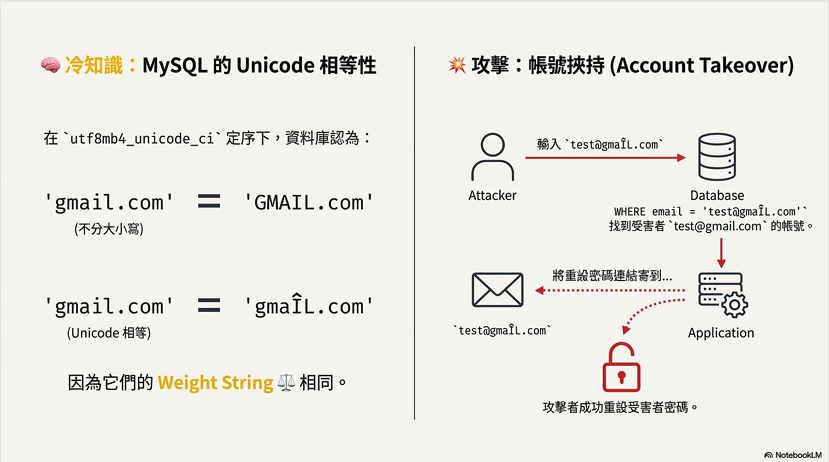 🧠 冷知識：MySQL 的 Unicode 相等性
在 `utf8mb4_unicode_ci` 定序下，資料庫認為：
'gmail.com' = 'GMAIL.com'
(不分大小寫)
'gmail.com' = 'gmaÎL.com'
(Unicode 相等)
因為它們的 Weight String ⚖️ 相同。
💥 攻擊：帳號挾持 (Account Takeover)
輸入 `test@gmaÎL.com`
Attacker
Database
WHERE email = 'test@gmaÎL.com'`
找到受害者 `test@gmail.com` 的帳號。
將重設密碼連結寄到...
`test@gmaÎL.com`
Application
攻擊者成功重設受害者密碼。
NotebookLM